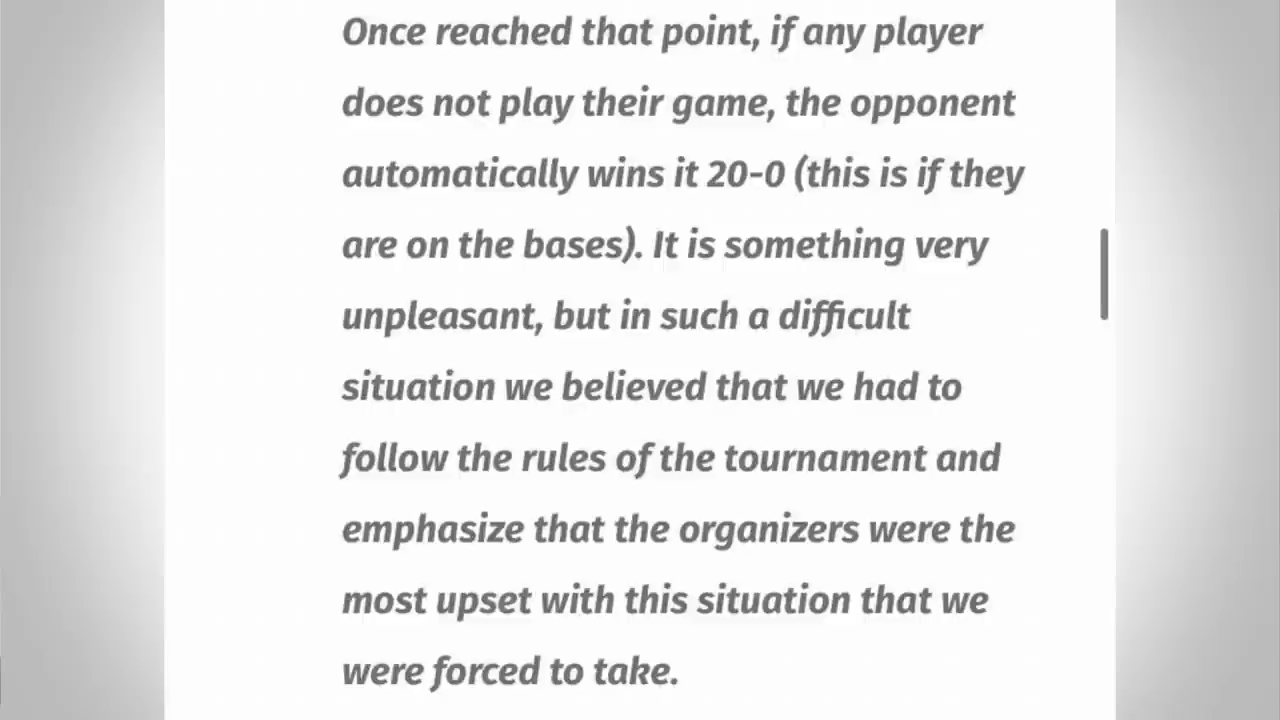 Once reached that point, if any player
does not play their game, the opponent
automatically wins it 20-0 (this is if they
are on the bases). It is something very
unpleasant, but in such a difficult
situation we believed that we had to
follow the rules of the tournament and
emphasize that the organizers were the
most upset with this situation that we
were forced to take.